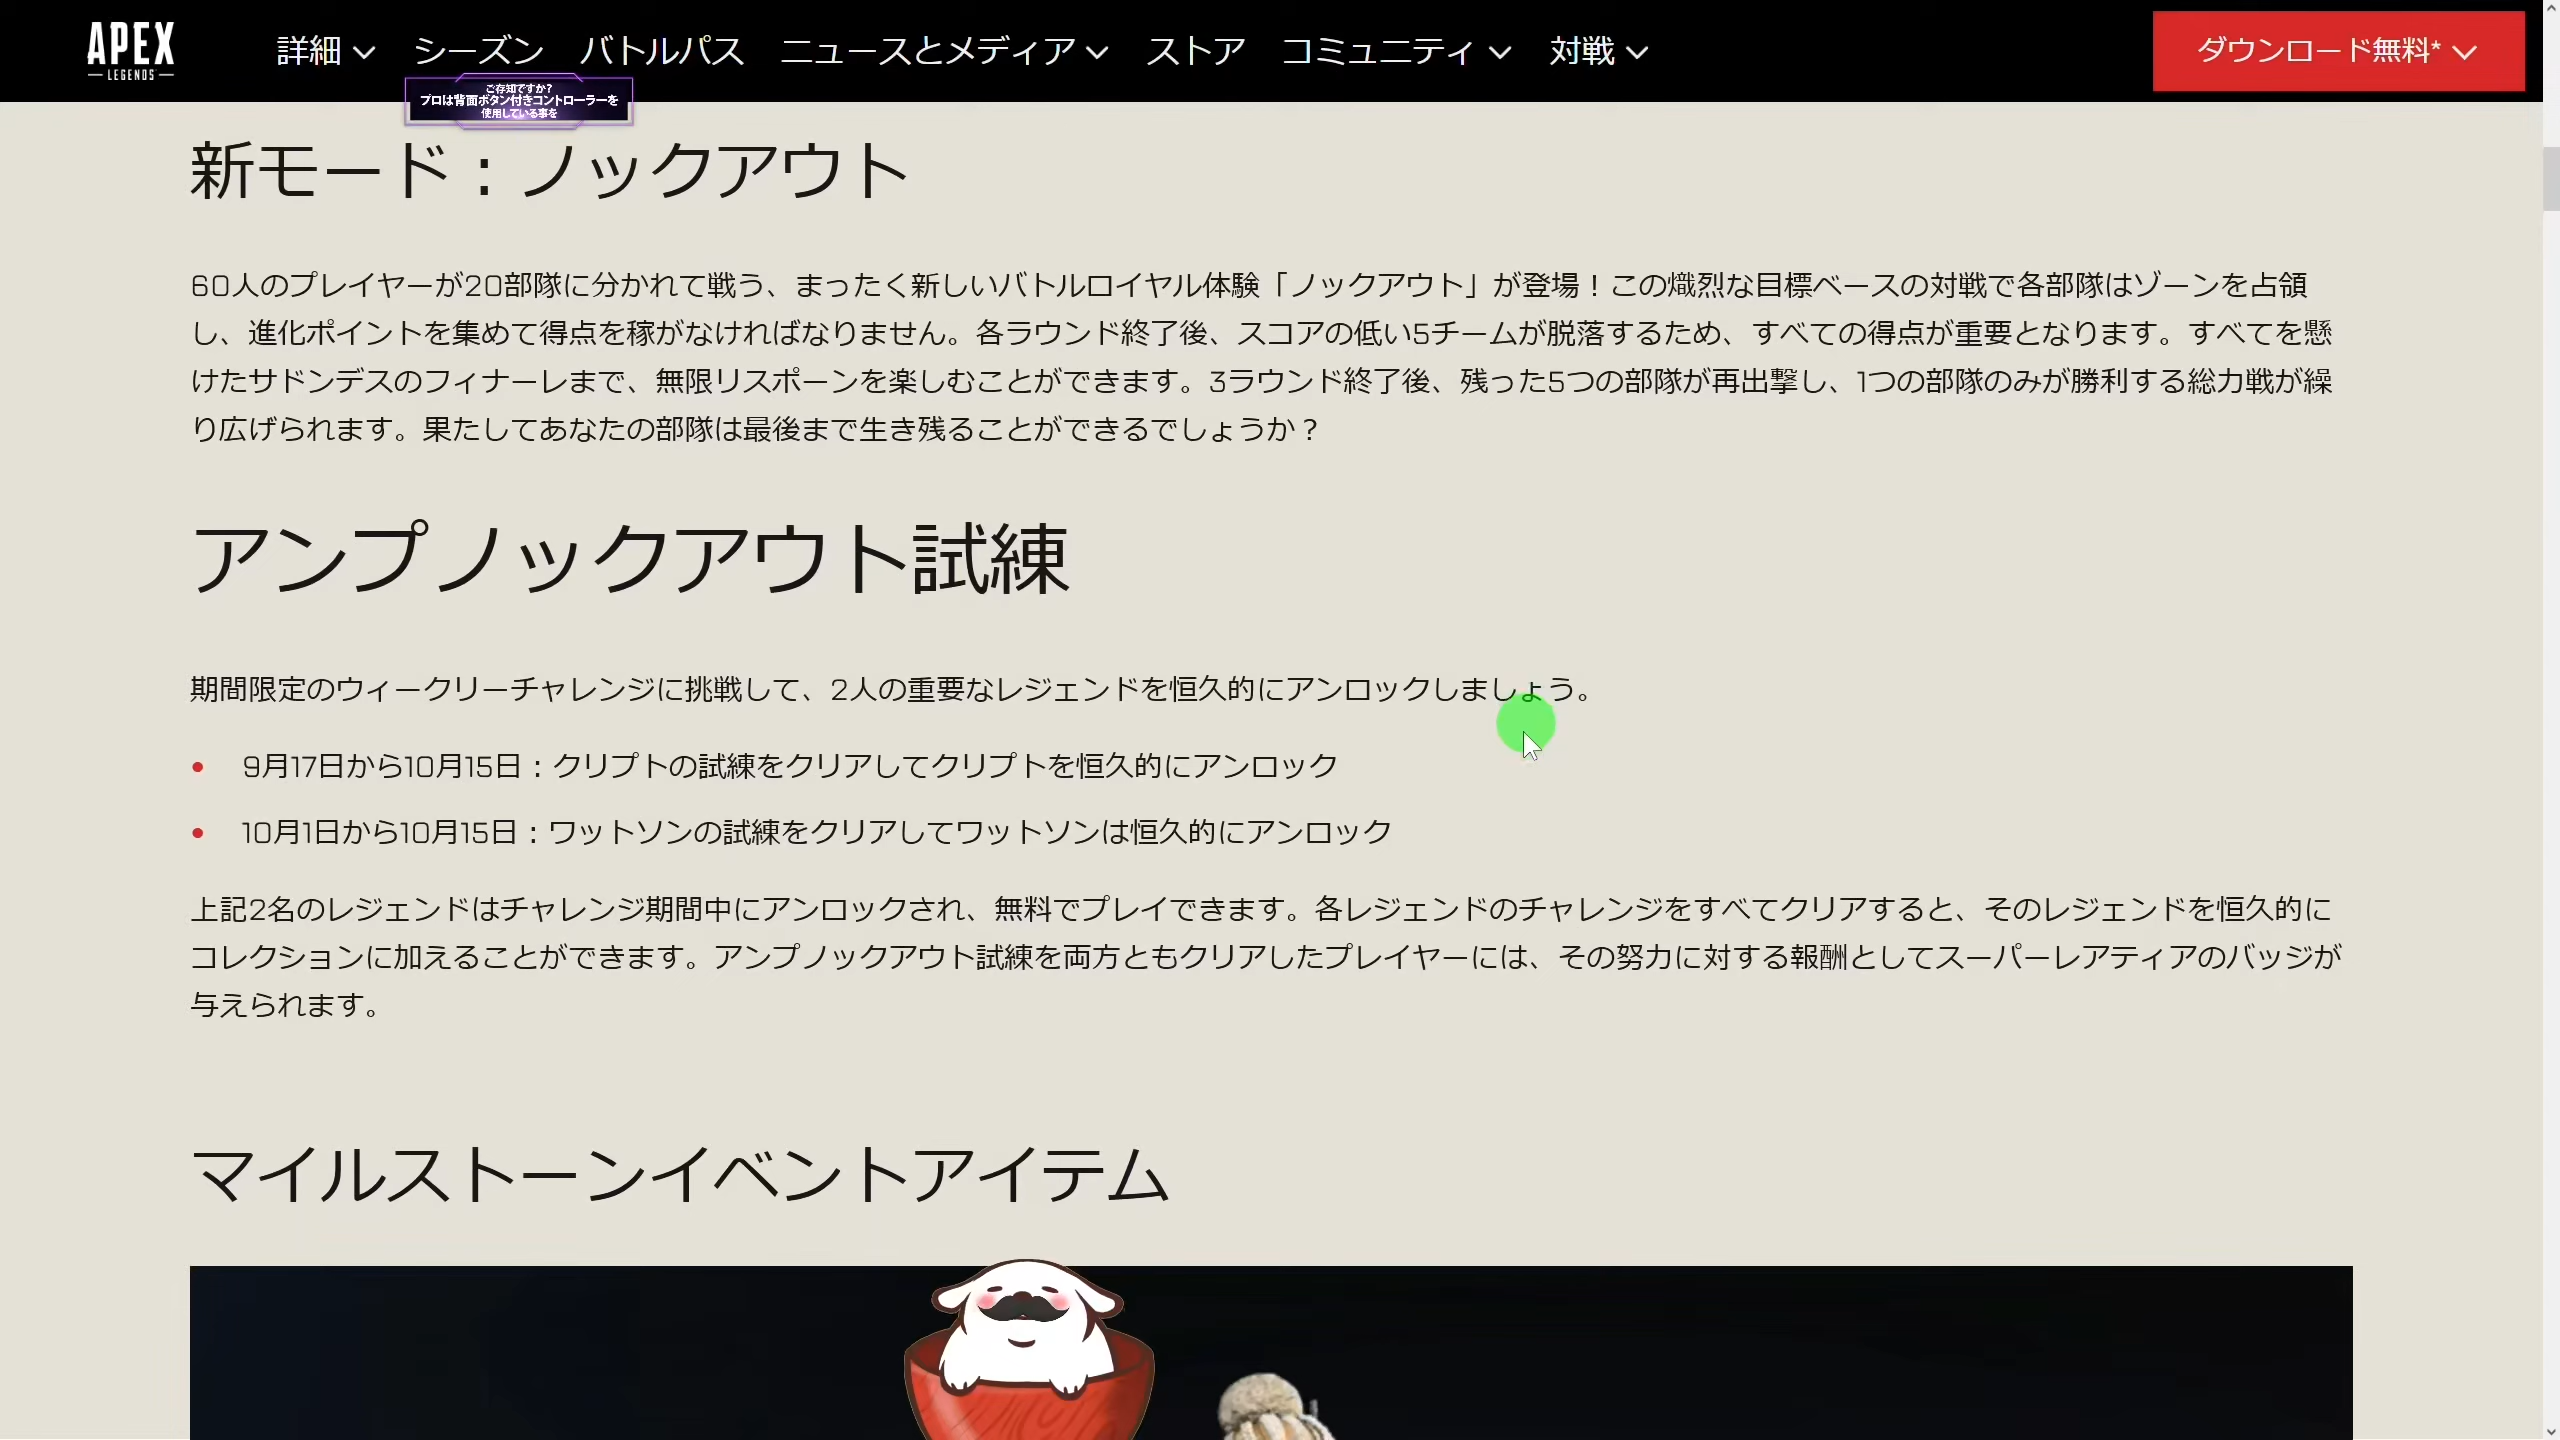 APEX
LEGENDS
詳細 シーズン バトルパス ニュースとメディア ストア コミュニティ 対戦
ダウンロード無料*
ご存知ですか?
プロは背面ボタン付きコントローラーを
使用している事を
新モード：ノックアウト
60人のプレイヤーが20部隊に分かれて戦う、まったく新しいバトルロイヤル体験「ノックアウト」が登場！この熾烈な目標ベースの対戦で各部隊はゾーンを占領
し、進化ポイントを集めて得点を稼がなければなりません。各ラウンド終了後、スコアの低い5チームが脱落するため、すべての得点が重要となります。すべてを懸
けたサドンデスのフィナーレまで、無限リスポーンを楽しむことができます。3ラウンド終了後、残った5つの部隊が再出撃し、1つの部隊のみが勝利する総力戦が繰
り広げられます。果たしてあなたの部隊は最後まで生き残ることができるでしょうか？
アンプ ノックアウト試練
期間限定のウィークリーチャレンジに挑戦して、2人の重要なレジェンドを恒久的にアンロックしましょう。
• 9月17日から10月15日：クリプトの試練をクリアしてクリプトを恒久的にアンロック
• 10月1日から10月15日：ワットソンの試練をクリアしてワットソンは恒久的にアンロック
上記2名のレジェンドはチャレンジ期間中にアンロックされ、無料でプレイできます。各レジェンドのチャレンジをすべてクリアすると、そのレジェンドを恒久的に
コレクションに加えることができます。アンプ ノックアウト試練を両方ともクリアしたプレイヤーには、その努力に対する報酬としてスーパーレアティアのバッジが
与えられます。
マイルストーンイベントアイテム